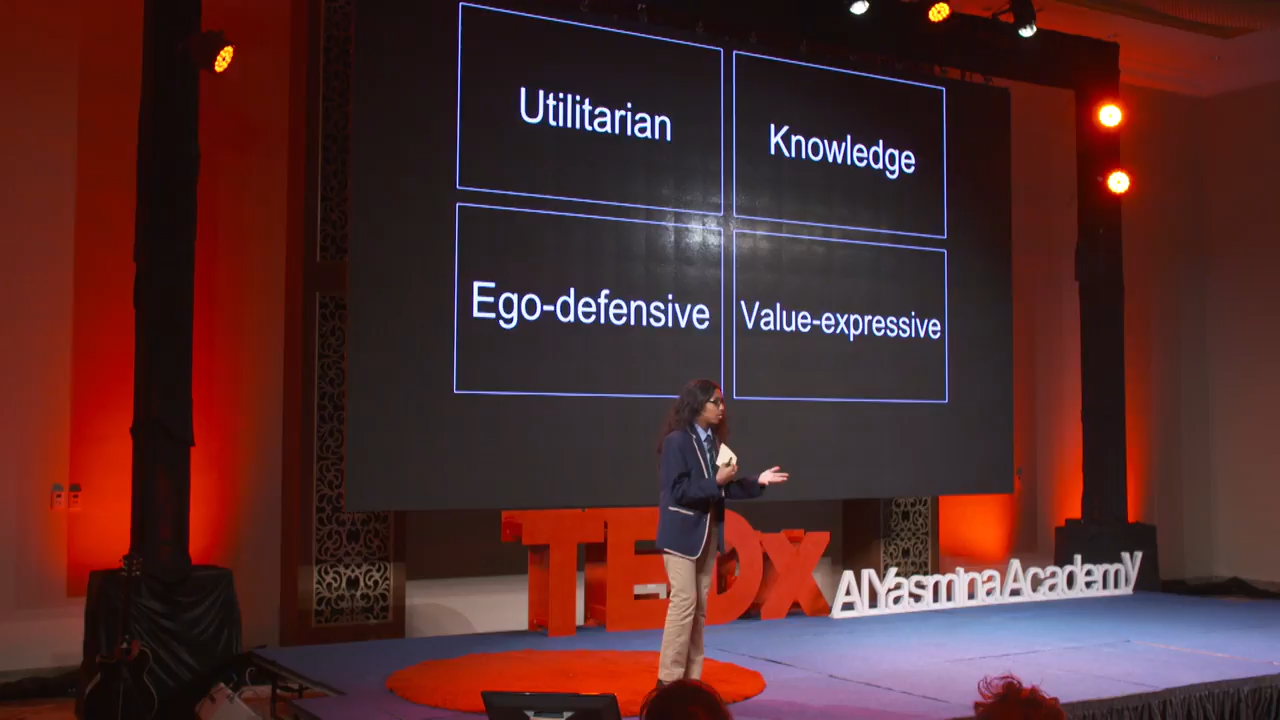 Utilitarian
Knowledge
Ego-defensive
Value-expressive
TEDx
AlYasmina Academy